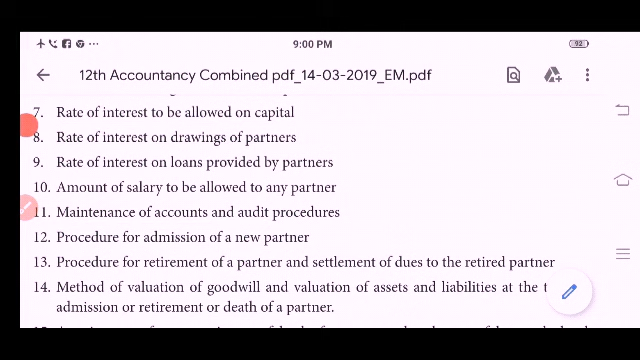 9:00 PM
92
12th Accountancy Combined pdf_14-03-2019_EM.pdf
7. Rate of interest to be allowed on capital
8. Rate of interest on drawings of partners
9. Rate of interest on loans provided by partners
10. Amount of salary to be allowed to any partner
11. Maintenance of accounts and audit procedures
12. Procedure for admission of a new partner
13. Procedure for retirement of a partner and settlement of dues to the retired partner
14. Method of valuation of goodwill and valuation of assets and liabilities at the
admission or retirement or death of a partner.